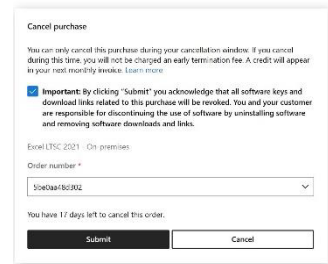 Cancel purchase
You can only cancel this purchase during your cancellation window. If you cancel
during this time, you will not be charged an early termination fee. A credit will appear
in your next monthly invoice. Learn more
Important: By clicking "Submit" you acknowledge that all software keys and
download links related to this purchase will be revoked. You and your customer
are responsible for discontinuing the use of software by uninstalling software
and removing software downloads and links.
Excel LTSC 2021 - On-premises
Order number *
5be0aa48d302
You have 17 days left to cancel this order.
Submit
Cancel